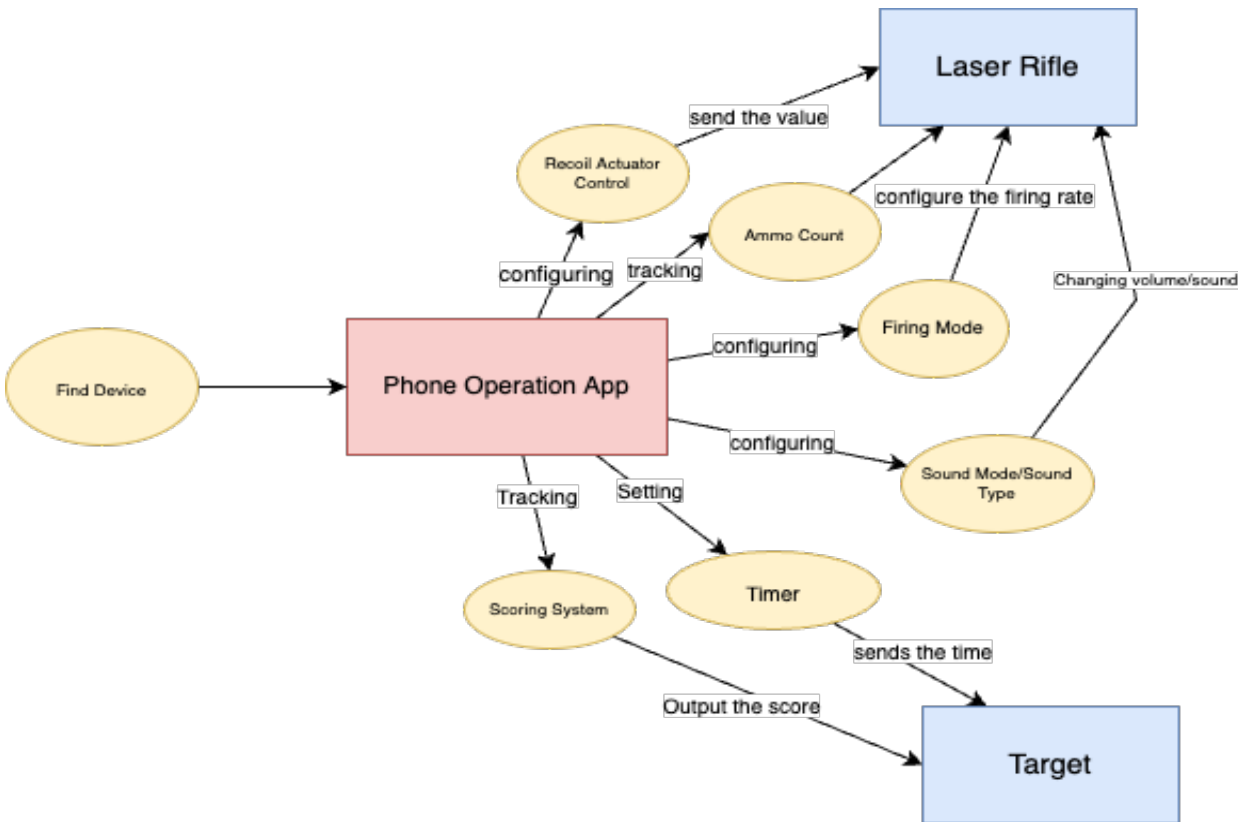 Laser Rifle
send the value
Recoil Actuator
Control
configure the firing rate
Ammo Count
configuring
tracking
Changing volume/sound
Firing Mode
configuring
Phone Operation App
Find Device
configuring
Sound Mode/Sound
Type
Tracking
Setting
Timer
Scoring System
sends the time
Output the score
Target